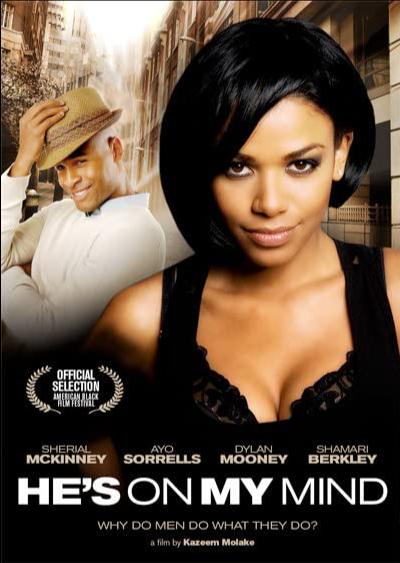 OFFICIAL
SELECTION
AMERICAN BLACK
FILM FESTIVAL
SHERIAL MCKINNEY
AYO SORRELLS
DYLAN MOONEY
SHAMARI BERKLEY
HE'S ON MY MIND
WHY DO MEN DO WHAT THEY DO?
a film by Kazeem Molake